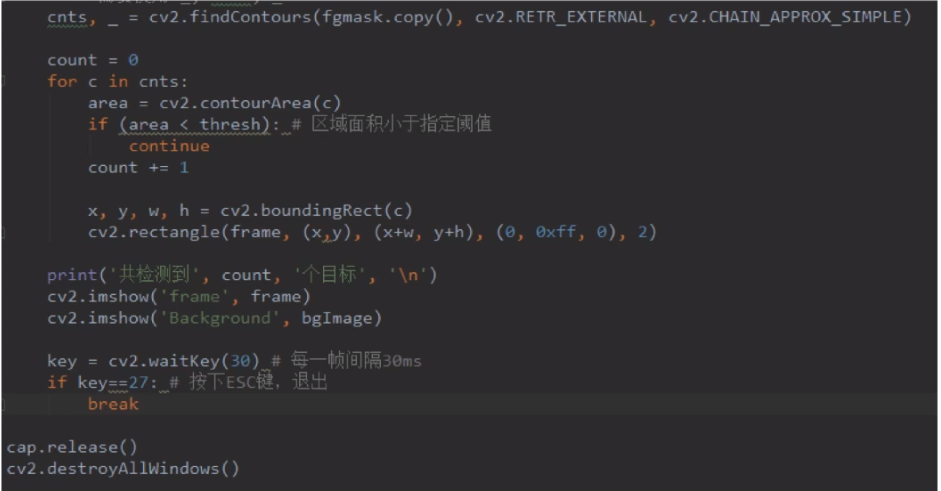 cnts, _ = cv2.findContours(fgmask.copy(), cv2.RETR_EXTERNAL, cv2.CHAIN_APPROX_SIMPLE)
count = 0
for c in cnts:
area = cv2.contourArea(c)
if (area < thresh): # 区域面积小于指定阈值
continue
count += 1
x, y, w, h = cv2.boundingRect(c)
cv2.rectangle(frame, (x,y), (x+w, y+h), (0, 0xff, 0), 2)
print('共检测到', count, '个目标', '\n')
cv2.imshow('frame', frame)
cv2.imshow('Background', bgImage)
key = cv2.waitKey(30) # 每一帧间隔30ms
if key==27: # 按下ESC键，退出
break
cap.release()
cv2.destroyAllWindows()